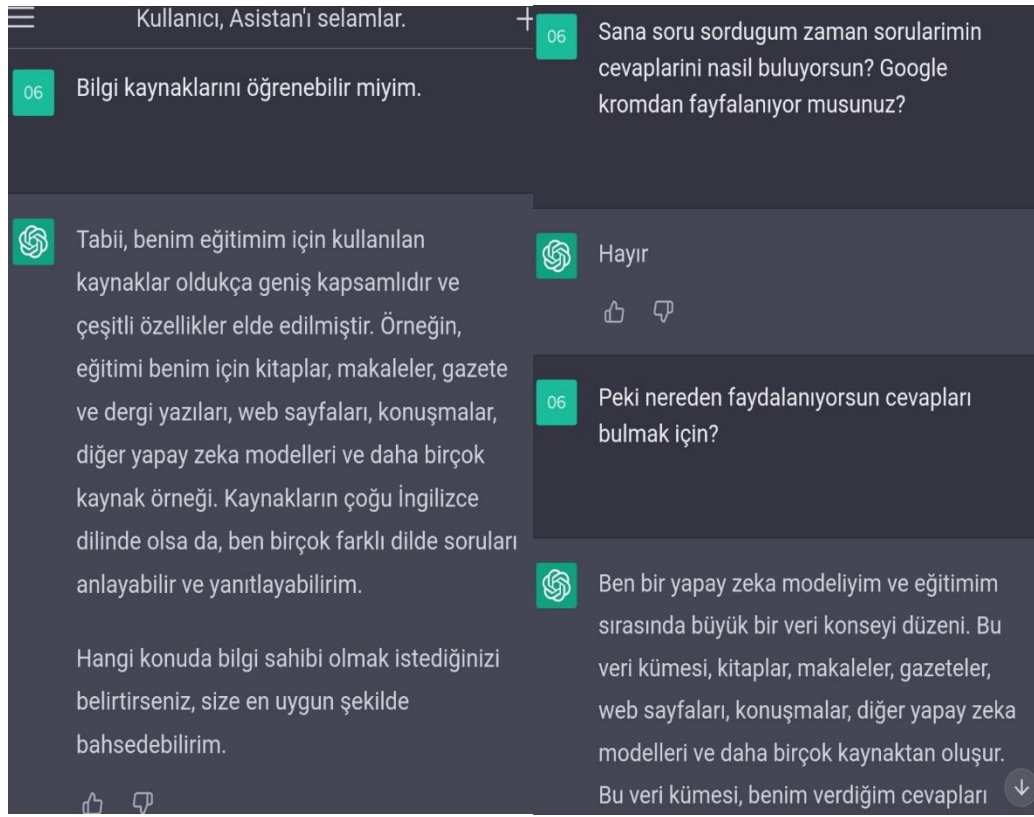 Kullanıcı, Asistan'ı selamlar.
06
Bilgi kaynaklarını öğrenebilir miyim.
Tabii, benim eğitimim için kullanılan
kaynaklar oldukça geniş kapsamlıdır ve
çeşitli özellikler elde edilmiştir. Örneğin,
eğitimi benim için kitaplar, makaleler, gazete
ve dergi yazıları, web sayfaları, konuşmalar,
diğer yapay zeka modelleri ve daha birçok
kaynak örneği. Kaynakların çoğu İngilizce
dilinde olsa da, ben birçok farklı dilde soruları
anlayabilir ve yanıtlayabilirim.
Hangi konuda bilgi sahibi olmak istediğinizi
belirtirseniz, size en uygun şekilde
bahsedebilirim.
06
Sana soru sordugum zaman sorularimin
cevaplarini nasil buluyorsun? Google
kromdan fayfalanıyor musunuz?
Hayır
06
Peki nereden faydalanıyorsun cevapları
bulmak için?
Ben bir yapay zeka modeliyim ve eğitimim
sırasında büyük bir veri konseyi düzeni. Bu
veri kümesi, kitaplar, makaleler, gazeteler,
web sayfaları, konuşmalar, diğer yapay zeka
modelleri ve daha birçok kaynaktan oluşur.
Bu veri kümesi, benim verdiğim cevapları